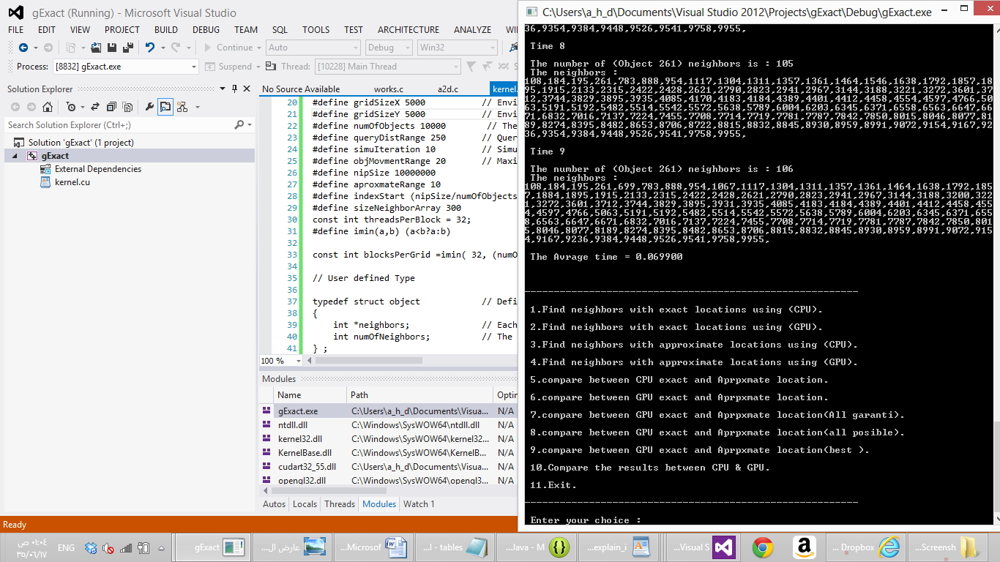 gExact (Running) - Microsoft Visual Studio
FILE EDIT VIEW PROJECT BUILD DEBUG TEAM SQL TOOLS TEST ARCHITECTURE ANALYZE
Continue Auto Debug Win32
Process: [8832] gExact.exe Suspend Thread: [10228] Main Thread
Solution Explorer
Search Solution Explorer (Ctrl+;)
Solution 'gExact' (1 project)
gExact
External Dependencies
kernel.cu
No Source Available works.c a2d.c kernel.
20 #define gridSizeX 5000 // Envi
21 #define gridSizeY 5000 // Envi
22 #define numOfObjects 10000 // The
23 #define queryDistRange 250 // Quer
24 #define simuIteration 10 // Simu
25 #define objMovmentRange 20 // Maxi
26 #define nipSize 10000000
27 #define aproxmateRange 10
28 #define indexStart (nipSize/numOfObjects
29 #define sizeNeighborArray 300
30 const int threadsPerBlock = 32;
31 #define imin(a,b) (a<b?a:b)
32
33 const int blocksPerGrid =imin( 32, (numO
34
35 // User defined Type
36
37 typedef struct object // Defi
38 {
39 int *neighbors; // Each
40 int numOfNeighbors; // The
41 } ;
100 %
Modules
Name Path Optin
gExact.exe C:\Users\a_h_d\Documents\Visua... N/A
ntdll.dll C:\Windows\SysWOW64\ntdll.dll N/A
kernel32.dll C:\Windows\SysWOW64\kernel32... N/A
KernelBase.dll C:\Windows\SysWOW64\KernelB... N/A
cudart32_55.dll C:\Users\a_h_d\Documents\Visua... N/A
opengl32.dll C:\Windows\SysWOW64\opengl3... N/A
Autos Locals Threads Modules Watch 1
Ready
C:\Users\a_h_d\Documents\Visual Studio 2012\Projects\gExact\Debug\gExact.exe
36,9354,9384,9448,9526,9541,9758,9955,
Time 8
The number of (Object 261) neighbors is : 105
The neighbors :
108,184,195,261,783,888,954,1117,1304,1311,1357,1361,1464,1546,1638,1792,1857,18
95,1915,2133,2315,2422,2428,2621,2790,2823,2941,2967,3144,3188,3221,3272,3601,37
12,3744,3829,3895,3935,4085,4170,4183,4184,4389,4401,4412,4458,4554,4597,4766,50
63,5191,5192,5482,5514,5542,5572,5638,5789,6004,6203,6345,6371,6558,6563,6647,66
71,6832,7016,7137,7224,7455,7708,7714,7719,7781,7787,7842,7850,8015,8046,8077,81
89,8274,8395,8482,8653,8706,8722,8815,8832,8845,8930,8959,8991,9072,9154,9167,92
36,9354,9384,9448,9526,9541,9758,9955,
Time 9
The number of (Object 261) neighbors is : 106
The neighbors :
108,184,195,261,699,783,888,954,1067,1117,1304,1311,1357,1361,1464,1638,1792,185
7,1884,1895,1915,2133,2315,2422,2428,2621,2790,2823,2941,2967,3144,3188,3200,322
1,3272,3601,3712,3744,3829,3895,3931,3935,4085,4183,4184,4389,4401,4412,4458,455
4,4597,4766,5063,5191,5192,5482,5514,5542,5572,5638,5789,6004,6203,6345,6371,655
8,6563,6647,6671,6832,7016,7137,7224,7455,7708,7714,7719,7781,7787,7842,7850,801
5,8046,8077,8189,8274,8395,8482,8653,8706,8815,8832,8845,8930,8959,8991,9072,915
4,9167,9236,9384,9448,9526,9541,9758,9955,
The Avrage time = 0.069900
1.Find neighbors with exact locations using (CPU).
2.Find neighbors with exact locations using (GPU).
3.Find neighbors with approximate locations using (CPU).
4.Find neighbors with approximate locations using (GPU).
5.compare between CPU exact and Aprpxmate location.
6.compare between GPU exact and Aprpxmate location.
7.compare between GPU exact and Aprpxmate location(All garanti).
8.compare between GPU exact and Aprpxmate location(all posible).
9.compare between GPU exact and Aprpxmate location(best ).
10.Compare the results between CPU & GPU.
11.Exit.
Enter your choice :
٠١:٠٤ ص
٣٥/٠٦/١٧
ENG gExact ...عارض ال ...Microsof ...l - tables ...Java - M ...explain_i ...Visual S ...Dropbox ...Screensh